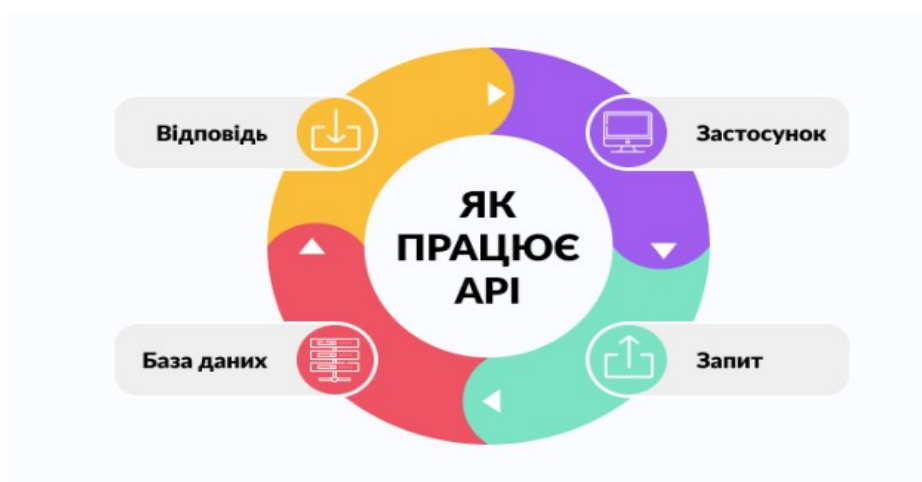 Відповідь
Застосунок
ЯК
ПРАЦЮЄ
API
База даних
Запит